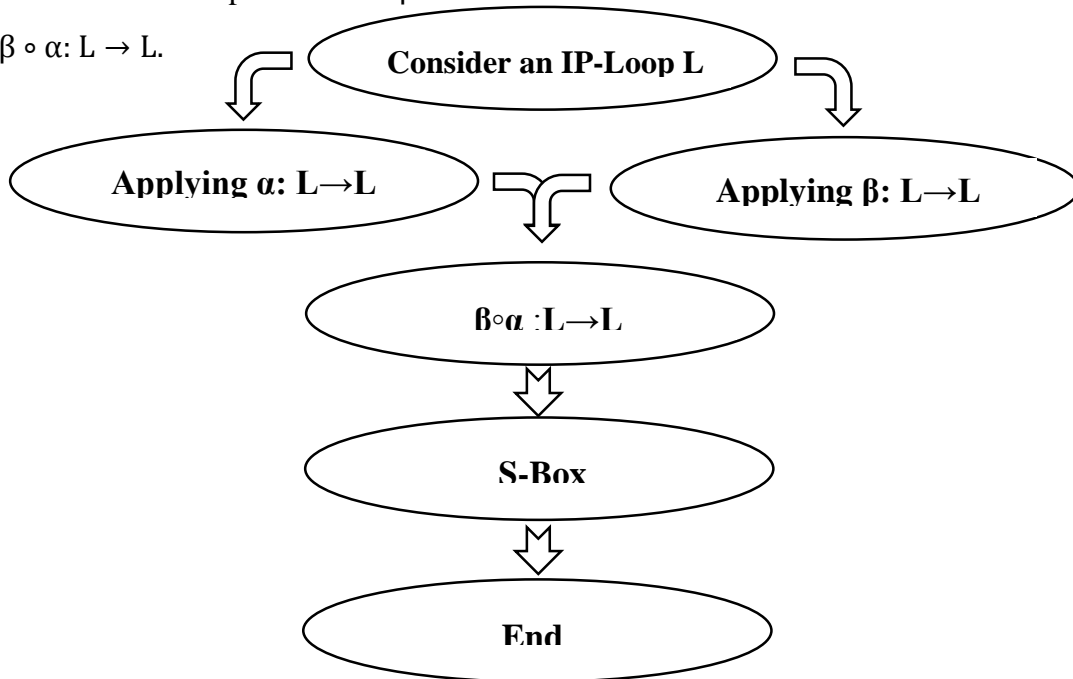 β ∘ α: L → L.
Consider an IP-Loop L
Applying α: L→L
Applying β: L→L
β∘α :L→L
S-Box
End